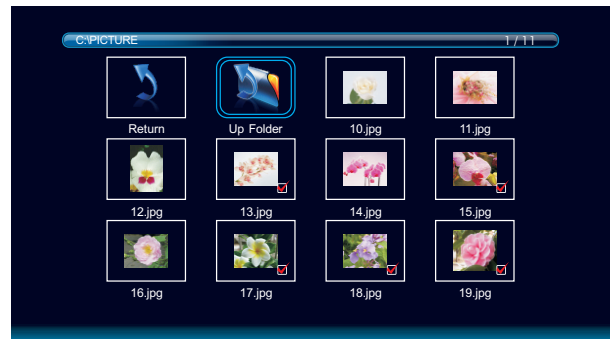 C:\PICTURE 1 / 11
Return Up Folder 10.jpg 11.jpg
12.jpg 13.jpg 14.jpg 15.jpg
16.jpg 17.jpg 18.jpg 19.jpg